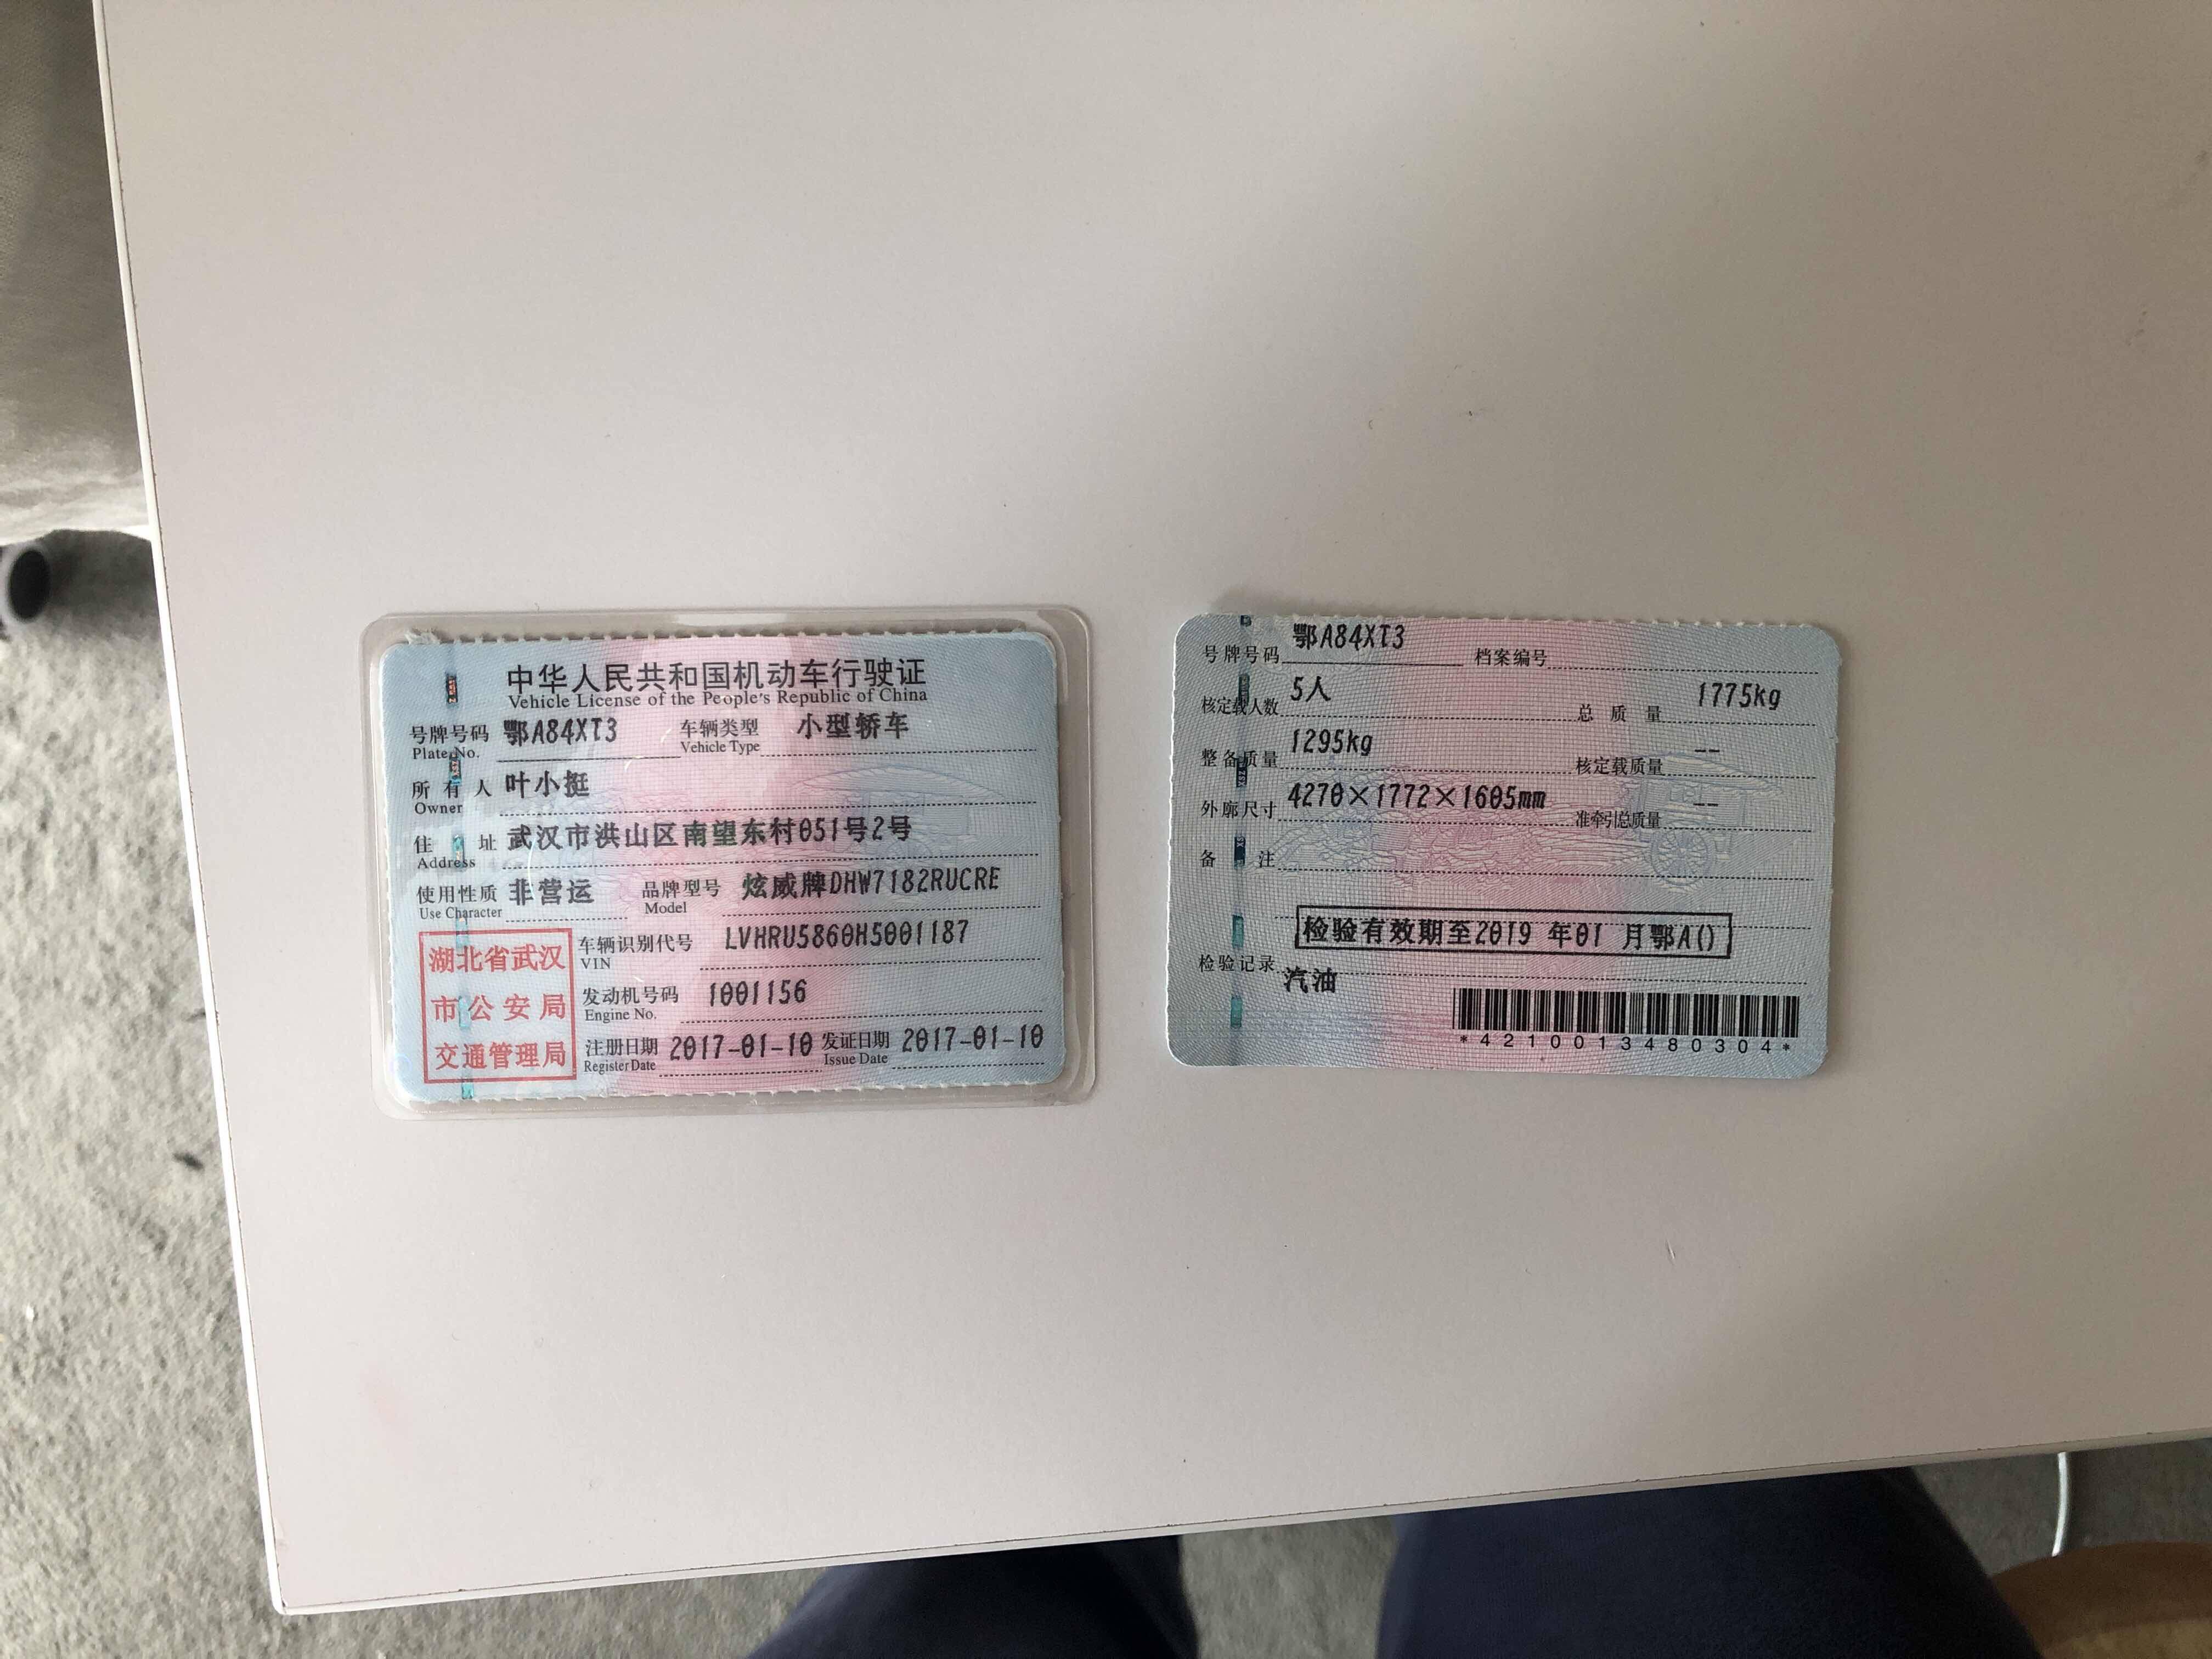 中华人民共和国机动车行驶证
Vehicle License of the People's Republic of China
号牌号码 鄂A84XT3 车辆类型 小型轿车
Plate No. Vehicle Type
所有人 叶小挺
Owner
住址 武汉市洪山区南望东村051号2号
Address
使用性质 非营运 品牌型号 炫威牌DHW7182RUCRE
Use Character Model
湖北省武汉
市公安局
交通管理局
车辆识别代号 LVHRU5860H5001187
VIN
发动机号码 1001156
Engine No.
注册日期 2017-01-10 发证日期 2017-01-10
Register Date Issue Date
号牌号码 鄂A84XT3 档案编号
核定载人数 5人 总质量 1775kg
整备质量 1295kg 核定载质量 --
外廓尺寸 4270×1772×1605mm 准牵引总质量 --
备注
检验有效期至2019年01月鄂A()
检验记录 汽油
*4210013480304*